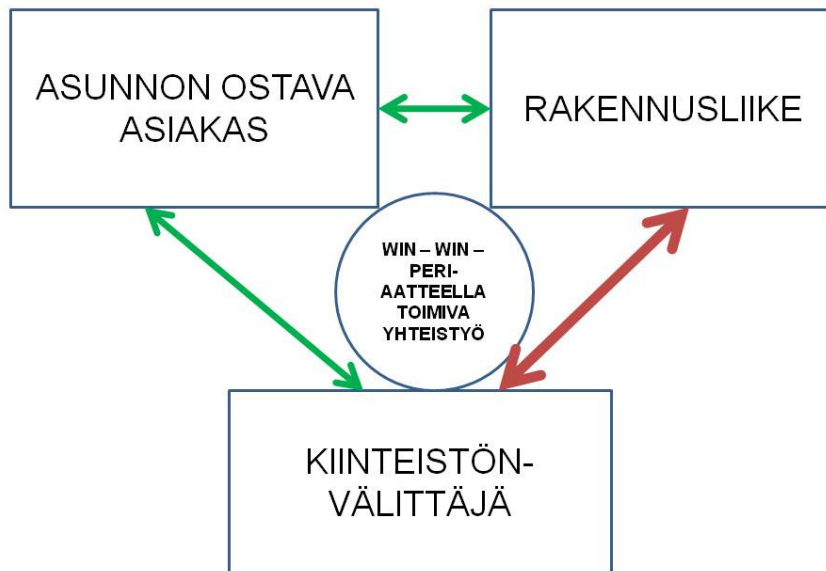 ASUNNON OSTAVA
ASIAKAS
RAKENNUSLIIKE
WIN – WIN –
PERI-
AATTEELLA
TOIMIVA
YHTEISTYÖ
KIINTEISTÖN-
VÄLITTÄJÄ